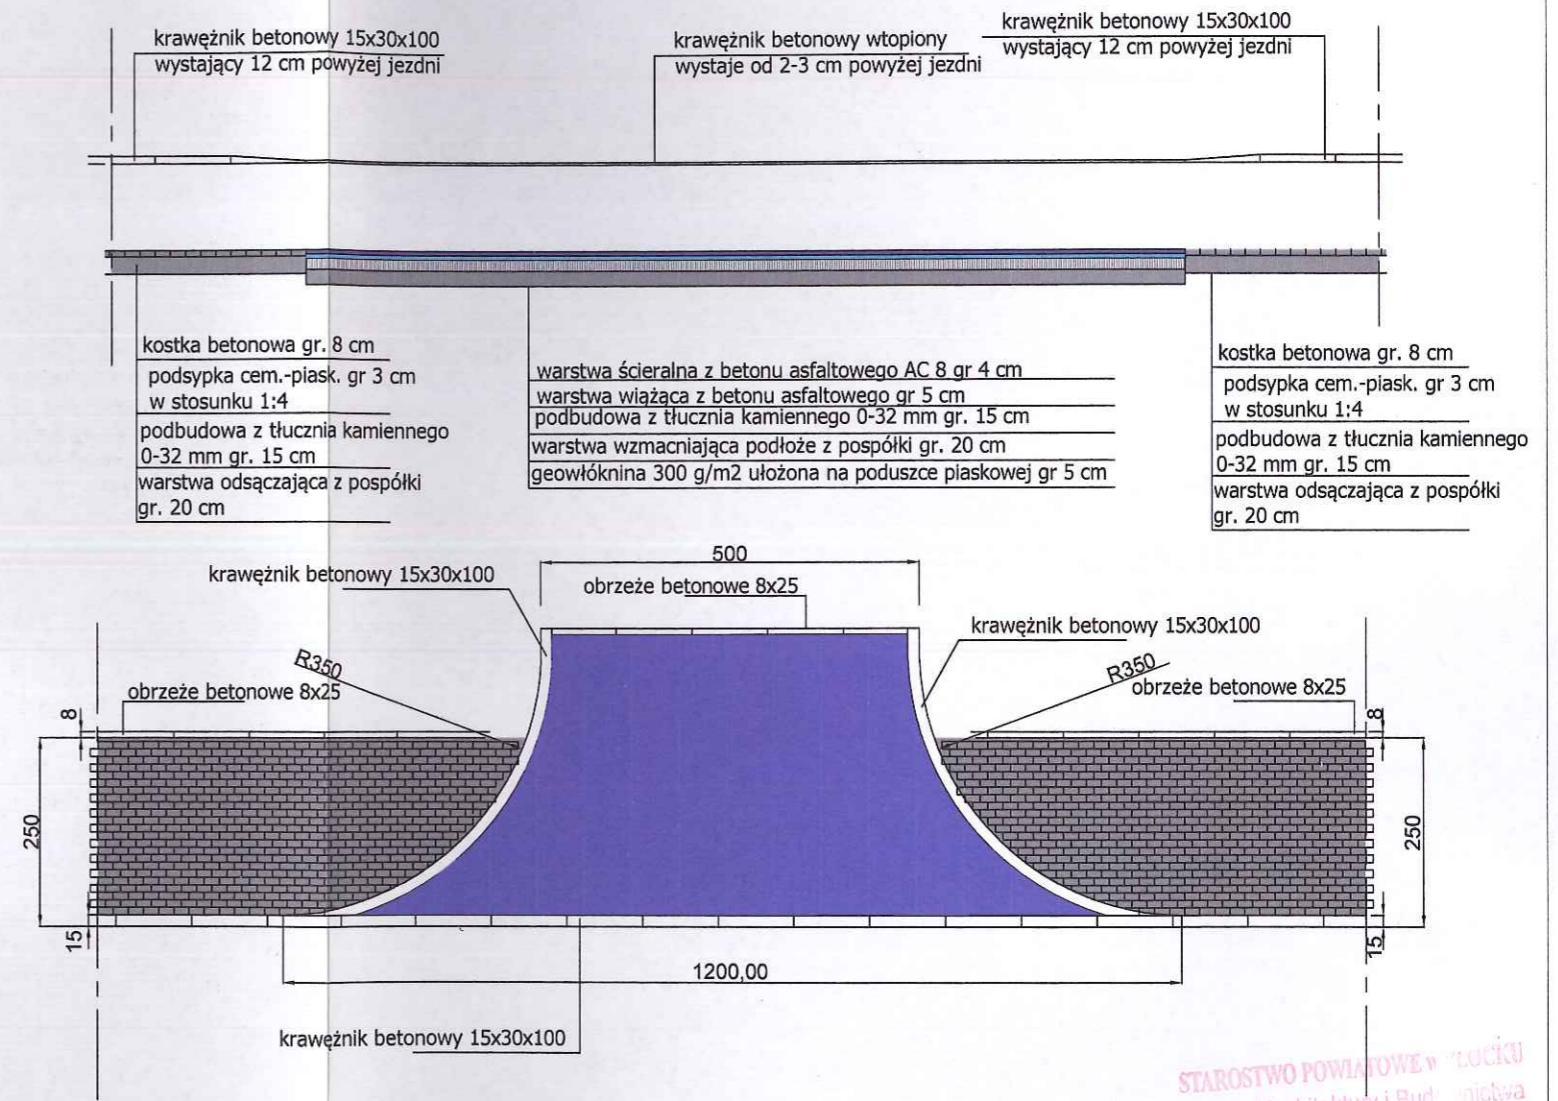 krawężnik betonowy 15x30x100
wystający 12 cm powyżej jezdni
krawężnik betonowy wtopiony
wystaje od 2-3 cm powyżej jezdni
krawężnik betonowy 15x30x100
wystający 12 cm powyżej jezdni
kostka betonowa gr. 8 cm
podsypka cem.-piask. gr 3 cm
w stosunku 1:4
podbudowa z tłucznia kamiennego
0-32 mm gr. 15 cm
warstwa odsączająca z pospółki
gr. 20 cm
warstwa ścieralna z betonu asfaltowego AC 8 gr 4 cm
warstwa wiążąca z betonu asfaltowego gr 5 cm
podbudowa z tłucznia kamiennego 0-32 mm gr. 15 cm
warstwa wzmacniająca podłoże z pospółki gr. 20 cm
geowłóknina 300 g/m2 ułożona na poduszce piaskowej gr 5 cm
kostka betonowa gr. 8 cm
podsypka cem.-piask. gr 3 cm
w stosunku 1:4
podbudowa z tłucznia kamiennego
0-32 mm gr. 15 cm
warstwa odsączająca z pospółki
gr. 20 cm
500
krawężnik betonowy 15x30x100
obrzeże betonowe 8x25
krawężnik betonowy 15x30x100
R350
R350
obrzeże betonowe 8x25
obrzeże betonowe 8x25
8
8
250
250
15
15
1200,00
krawężnik betonowy 15x30x100
STAROSTWO POWIATOWE